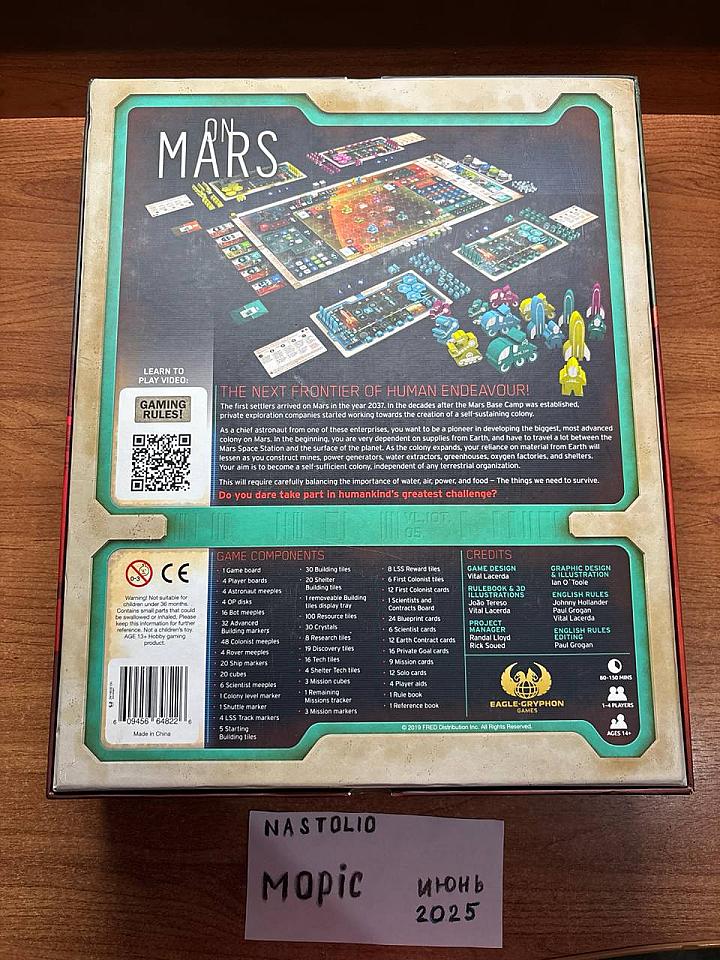 ON
MARS
LEARN TO
PLAY VIDEO:
GAMING
RULES!
THE NEXT FRONTIER OF HUMAN ENDEAVOUR!
The first settlers arrived on Mars in the year 2037. In the decades after the Mars Base Camp was established,
private exploration companies started working towards the creation of a self-sustaining colony.
As a chief astronaut from one of these enterprises, you want to be a pioneer in developing the biggest, most advanced
colony on Mars. In the beginning, you are very dependent on supplies from Earth, and have to travel a lot between the
Mars Space Station and the surface of the planet. As the colony expands, your reliance on material from Earth will
lessen as you construct mines, power generators, water extractors, greenhouses, oxygen factories, and shelters.
Your aim is to become a self-sufficient colony, independent of any terrestrial organization.
This will require carefully balancing the importance of water, air, power, and food – The things we need to survive.
Do you dare take part in humankind's greatest challenge?
0-3
CE
Warning! Not suitable for
children under 36 months.
Contains small parts that could
be swallowed or inhaled. Please
keep this information for further
reference. Not a children's toy.
AGE 13+ Hobby gaming
product.
6 09456 64822 6
Made in China
GAME COMPONENTS
· 1 Game board
· 4 Player boards
· 4 Astronaut meeples
· 4 OP disks
· 16 Bot meeples
· 32 Advanced
Building markers
· 48 Colonist meeples
· 4 Rover meeples
· 20 Ship markers
· 20 cubes
· 6 Scientist meeples
· 1 Colony level marker
· 1 Shuttle marker
· 4 LSS Track markers
· 5 Starting
Building tiles
· 30 Building tiles
· 20 Shelter
Building tiles
· 1 removeable Building
tiles display tray
· 100 Resource tiles
· 30 Crystals
· 8 Research tiles
· 19 Discovery tiles
· 16 Tech tiles
· 4 Shelter Tech tiles
· 3 Mission cubes
· 1 Remaining
Missions tracker
· 3 Mission markers
· 8 LSS Reward tiles
· 6 First Colonist tiles
· 12 First Colonist cards
· 1 Scientists and
Contracts Board
· 24 Blueprint cards
· 6 Scientist cards
· 12 Earth Contract cards
· 16 Private Goal cards
· 9 Mission cards
· 12 Solo cards
· 4 Player aids
· 1 Rule book
· 1 Reference book
CREDITS
GAME DESIGN
Vital Lacerda
RULEBOOK & 3D
ILLUSTRATIONS
João Tereso
Vital Lacerda
PROJECT
MANAGER
Randal Lloyd
Rick Soued
GRAPHIC DESIGN
& ILLUSTRATION
Ian O'Toole
ENGLISH RULES
Johnny Hollander
Paul Grogan
Vital Lacerda
ENGLISH RULES
EDITING
Paul Grogan
EAGLE-GRYPHON
GAMES
80-150 MINS
1-4 PLAYERS
AGES 14+
© 2019 FRED Distribution Inc. All Rights Reserved.
NASTOLIO
моріс
июнь
2025